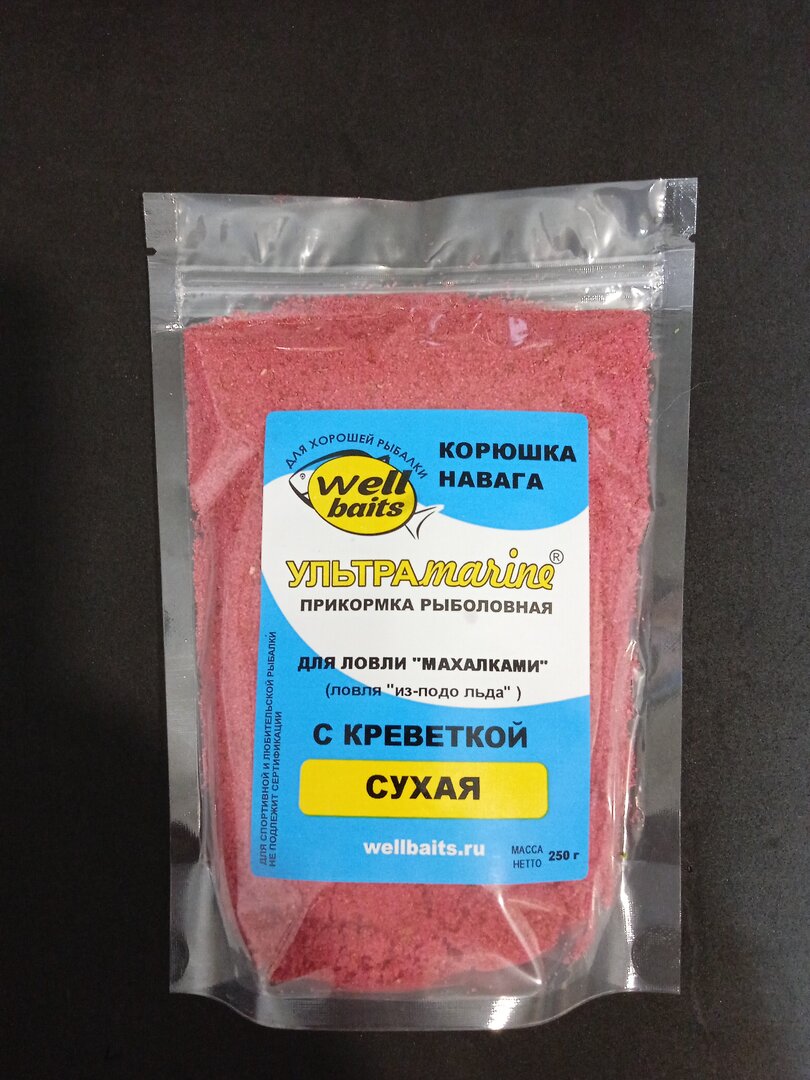 ДЛЯ ХОРОШЕЙ РЫБАЛКИ
well
baits
КОРЮШКА
НАВАГА
УЛЬТРАmarine®
ПРИКОРМКА РЫБОЛОВНАЯ
ДЛЯ ЛОВЛИ "МАХАЛКАМИ"
(ловля "из-подо льда" )
С КРЕВЕТКОЙ
СУХАЯ
wellbaits.ru
МАССА
НЕТТО 250 г
ДЛЯ СПОРТИВНОЙ И ЛЮБИТЕЛЬСКОЙ РЫБАЛКИ
НЕ ПОДЛЕЖИТ СЕРТИФИКАЦИИ